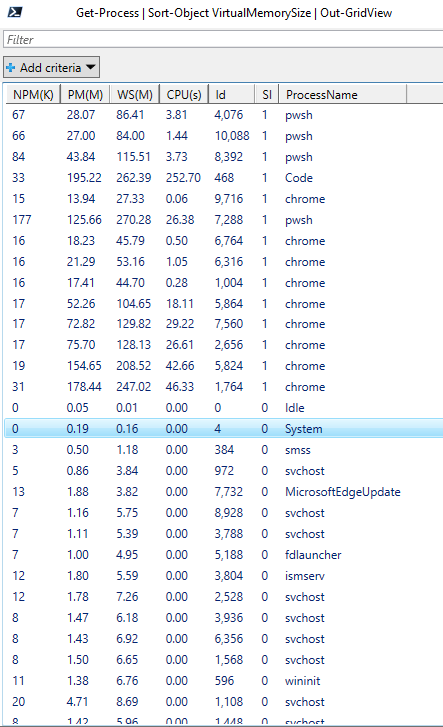 Get-Process | Sort-Object VirtualMemorySize | Out-GridView
Filter
Add criteria
NPM(K) PM(M) WS(M) CPU(s) Id SI ProcessName
67 28.07 86.41 3.81 4,076 1 pwsh
66 27.00 84.00 1.44 10,088 1 pwsh
84 43.84 115.51 3.73 8,392 1 pwsh
33 195.22 262.39 252.70 468 1 Code
15 13.94 27.33 0.06 9,716 1 chrome
177 125.66 270.28 26.38 7,288 1 pwsh
16 18.23 45.79 0.50 6,764 1 chrome
16 21.29 53.16 1.05 6,316 1 chrome
16 17.41 44.70 0.28 1,004 1 chrome
17 52.26 104.65 18.11 5,864 1 chrome
17 72.82 129.82 29.22 7,560 1 chrome
17 75.70 128.13 26.61 2,656 1 chrome
19 154.65 208.52 42.66 5,824 1 chrome
31 178.44 247.02 46.33 1,764 1 chrome
0 0.05 0.01 0.00 0 0 Idle
0 0.19 0.16 0.00 4 0 System
3 0.50 1.18 0.00 384 0 smss
5 0.86 3.84 0.00 972 0 svchost
13 1.88 3.82 0.00 7,732 0 MicrosoftEdgeUpdate
7 1.16 5.75 0.00 8,928 0 svchost
7 1.11 5.39 0.00 3,788 0 svchost
7 1.00 4.95 0.00 5,188 0 fdlauncher
12 1.80 5.59 0.00 3,804 0 ismserv
12 1.78 7.26 0.00 2,528 0 svchost
8 1.47 6.18 0.00 3,936 0 svchost
8 1.43 6.92 0.00 6,356 0 svchost
8 1.50 6.65 0.00 1,568 0 svchost
11 1.38 6.76 0.00 596 0 wininit
20 4.71 8.69 0.00 1,108 0 svchost
8 1.42 5.96 0.00 1,448 0 svchost